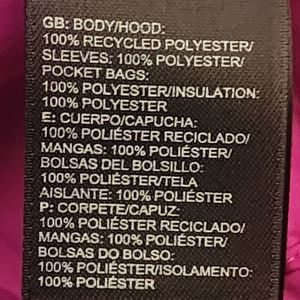 GB: BODY/HOOD:
100% RECYCLED POLYESTER/
SLEEVES: 100% POLYESTER/
POCKET BAGS:
100% POLYESTER/INSULATION:
100% POLYESTER
E: CUERPO/CAPUCHA:
100% POLIÉSTER RECICLADO/
MANGAS: 100% POLIÉSTER/
BOLSAS DEL BOLSILLO:
100% POLIÉSTER/TELA
AISLANTE: 100% POLIÉSTER
P: CORPETE/CAPUZ:
100% POLIÉSTER RECICLADO/
MANGAS: 100% POLIÉSTER/
BOLSAS DO BOLSO:
100% POLIÉSTER/ISOLAMENTO:
100% POLIÉSTER